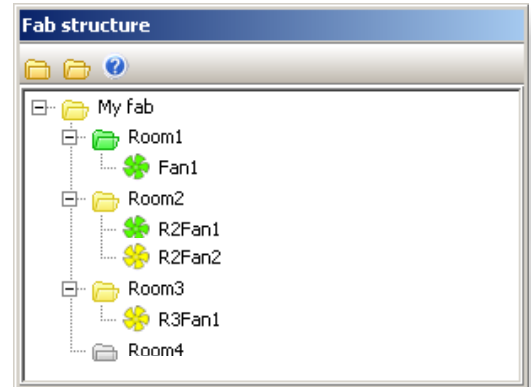 Fab structure
?
My fab
Room1
Fan1
Room2
R2Fan1
R2Fan2
Room3
R3Fan1
Room4